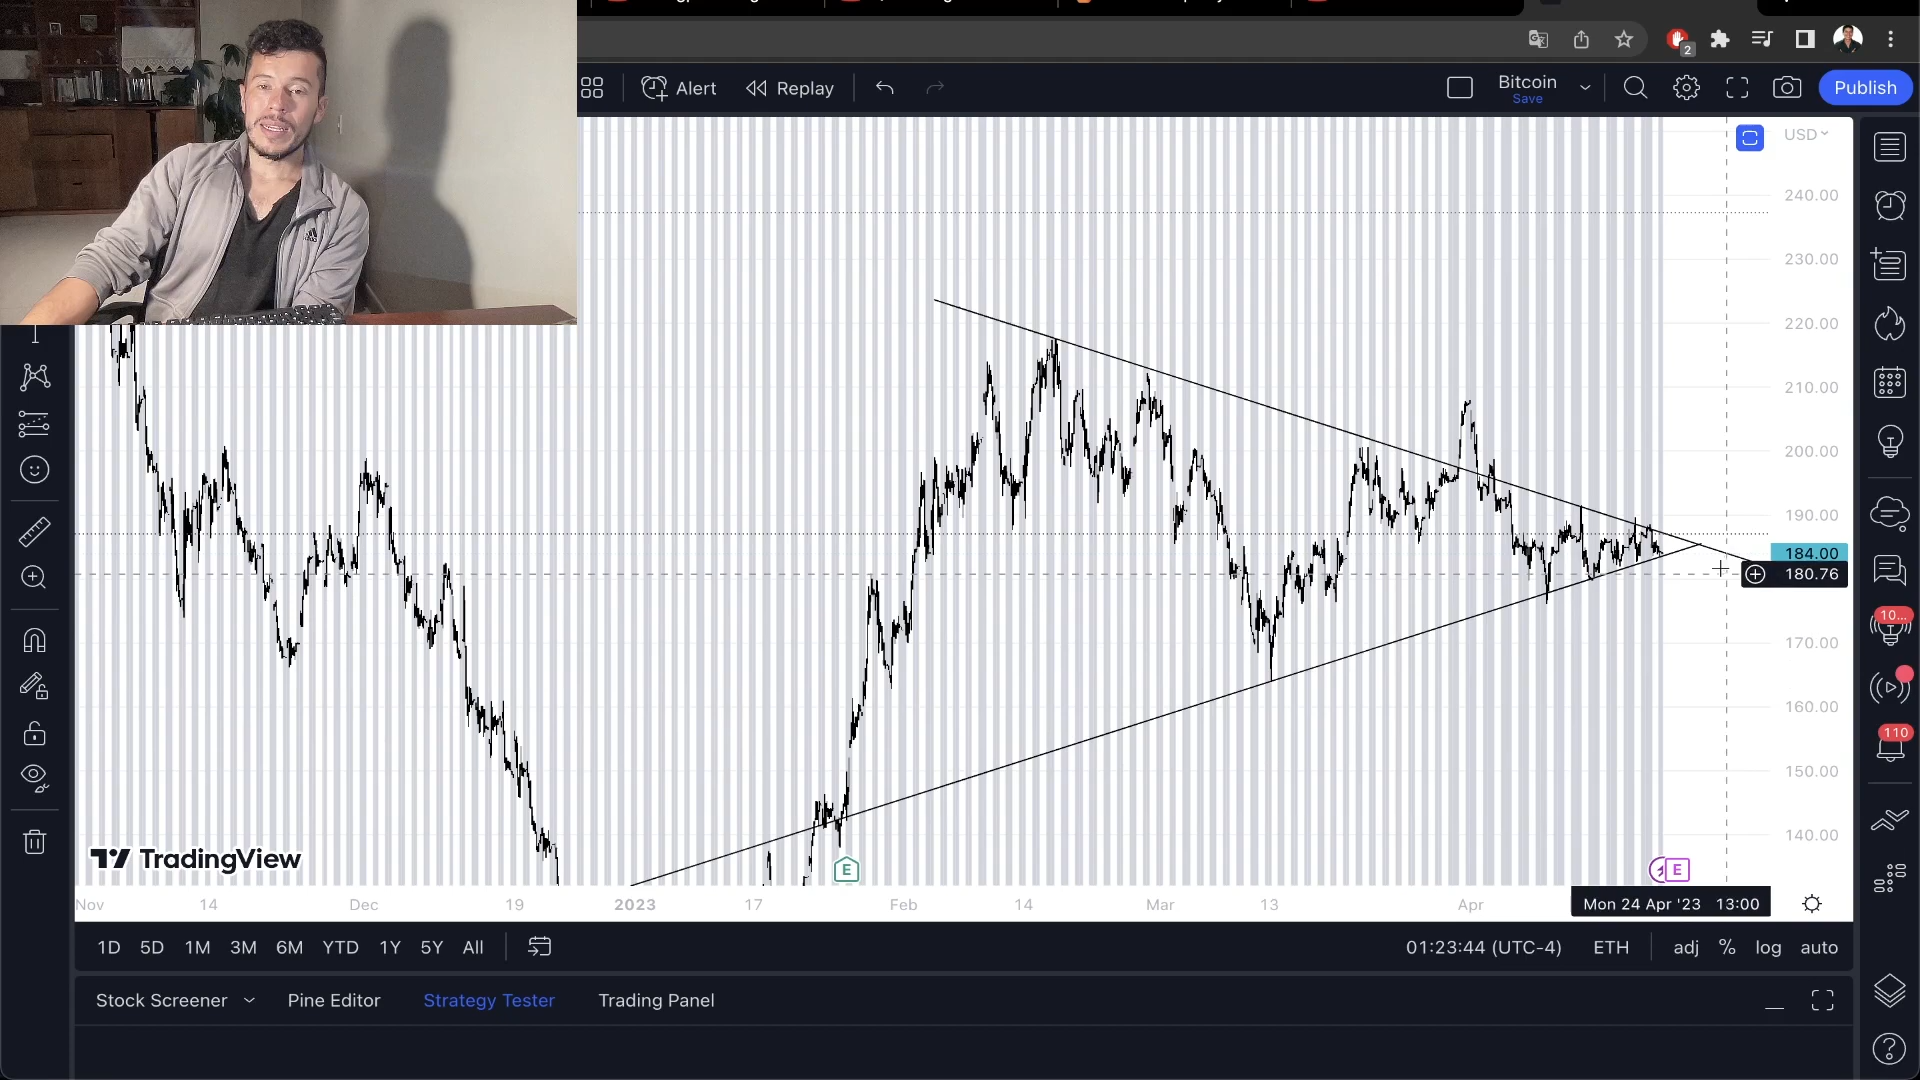 2
Alert
Replay
Bitcoin
Save
Publish
USD
240.00
230.00
220.00
210.00
200.00
190.00
184.00
180.76
170.00
160.00
150.00
140.00
10...
110
TradingView
E
E
Nov
14
Dec
19
2023
17
Feb
14
Mar
13
Apr
Mon 24 Apr '23 13:00
1D 5D 1M 3M 6M YTD 1Y 5Y All
01:23:44 (UTC-4) ETH adj % log auto
Stock Screener Pine Editor Strategy Tester Trading Panel